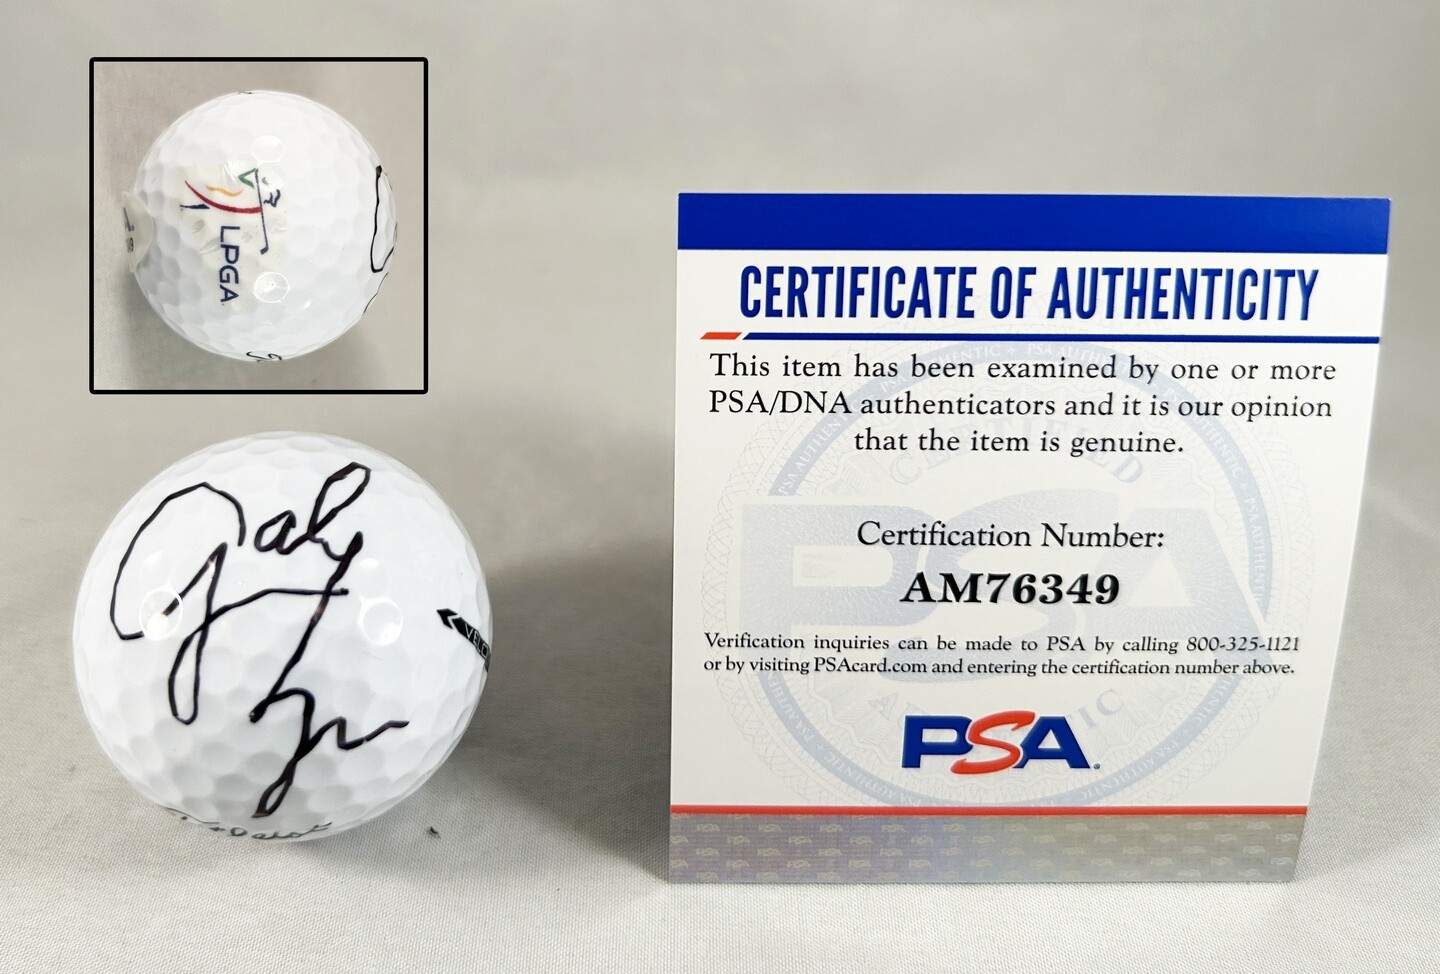 LPGA
Gaby
VELOC
CERTIFICATE OF AUTHENTICITY
This item has been examined by one or more
PSA/DNA authenticators and it is our opinion
that the item is genuine.
Certification Number:
AM76349
Verification inquiries can be made to PSA by calling 800-325-1121
or by visiting PSAcard.com and entering the certification number above.
PSA